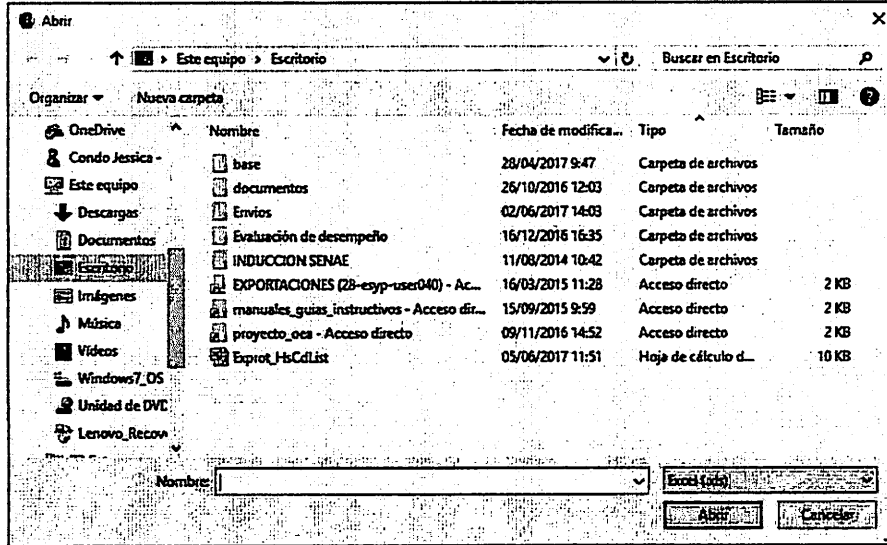 Abrir
Este equipo > Escritorio
Buscar en Escritorio
Organizar
Nueva carpeta
OneDrive
Condo Jessica -
Este equipo
Descargas
Documentos
Escritorio
Imágenes
Música
Vídeos
Windows7_OS
Unidad de DVD
Lenovo_Recov
Nombre Fecha de modifica... Tipo Tamaño
base 28/04/2017 9:47 Carpeta de archivos
documentos 26/10/2016 12:03 Carpeta de archivos
Envios 02/06/2017 14:03 Carpeta de archivos
Evaluación de desempeño 16/12/2016 16:35 Carpeta de archivos
INDUCCION SENAE 11/08/2014 10:42 Carpeta de archivos
EXPORTACIONES (28-esyp-user040) - Ac... 16/03/2015 11:28 Acceso directo 2 KB
manuales_guias_instructivos - Acceso dir... 15/09/2015 9:59 Acceso directo 2 KB
proyecto_oea - Acceso directo 09/11/2016 14:52 Acceso directo 2 KB
Exprot_HsCdList 05/06/2017 11:51 Hoja de cálculo d... 10 KB
Nombre:
Excel (.xls)
Abrir
Cancelar